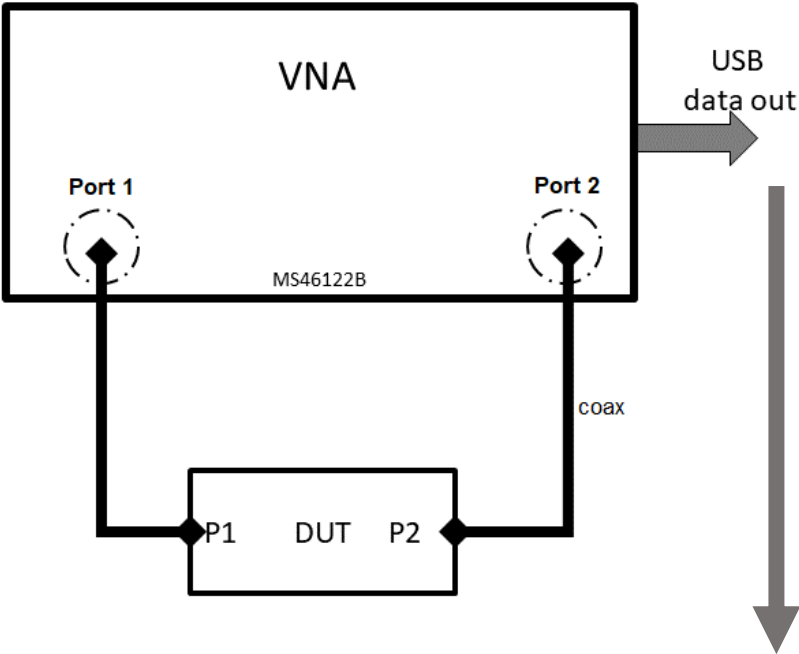 VNA
USB
data out
Port 1
Port 2
MS46122B
coax
P1
DUT
P2